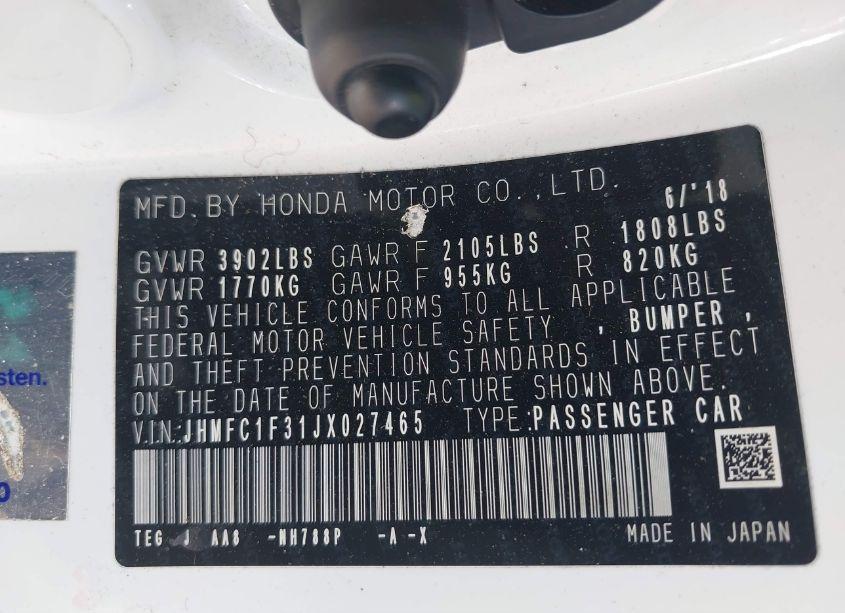 MFD. BY HONDA MOTOR CO.,LTD. 6/'18
GVWR 3902LBS GAWR F 2105LBS R 1808LBS
GVWR 1770KG GAWR F 955KG R 820KG
THIS VEHICLE CONFORMS TO ALL APPLICABLE
FEDERAL MOTOR VEHICLE SAFETY , BUMPER ,
AND THEFT PREVENTION STANDARDS IN EFFECT
ON THE DATE OF MANUFACTURE SHOWN ABOVE.
V.I.N: JHMFC1F31JX027465 TYPE: PASSENGER CAR
TEG J AA8 -NH788P -A -X MADE IN JAPAN
sten.
0